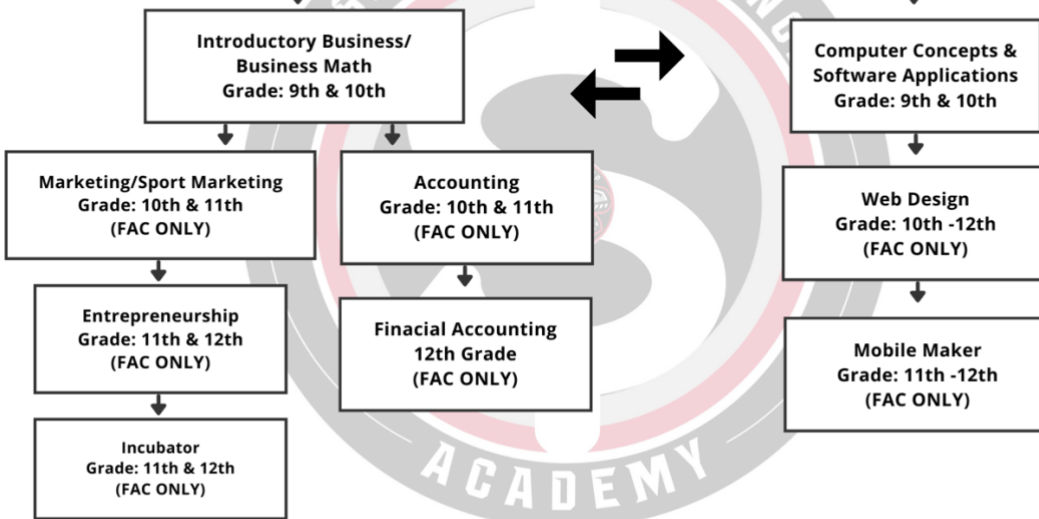 Introductory Business/
Business Math
Grade: 9th & 10th
Computer Concepts &
Software Applications
Grade: 9th & 10th
Marketing/Sport Marketing
Grade: 10th & 11th
(FAC ONLY)
Accounting
Grade: 10th & 11th
(FAC ONLY)
Web Design
Grade: 10th -12th
(FAC ONLY)
Entrepreneurship
Grade: 11th & 12th
(FAC ONLY)
Finacial Accounting
12th Grade
(FAC ONLY)
Mobile Maker
Grade: 11th -12th
(FAC ONLY)
Incubator
Grade: 11th & 12th
(FAC ONLY)
ACADEMY